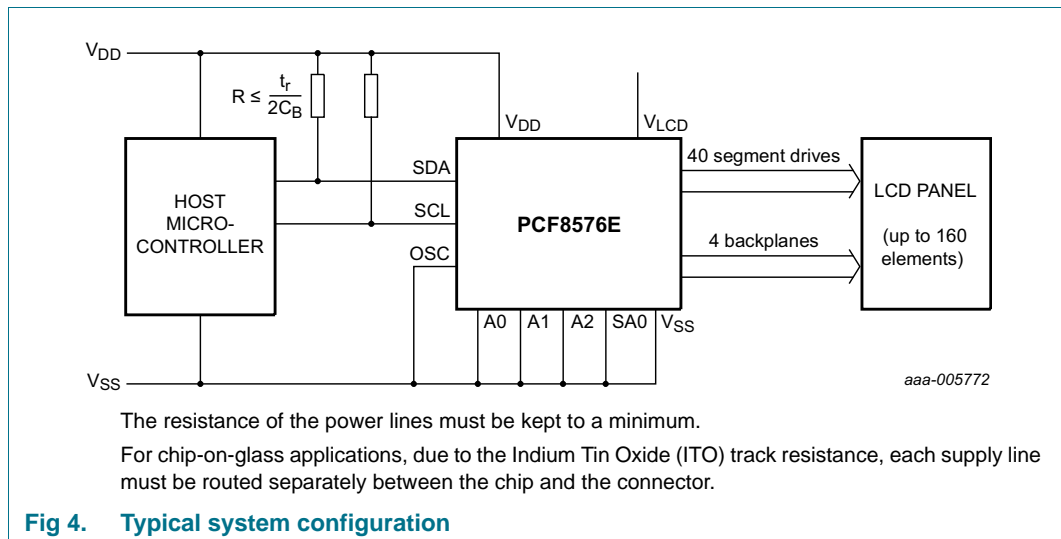 VDD
R ≤ tr
2CB
VDD
VLCD
HOST
MICRO-
CONTROLLER
SDA
SCL
OSC
PCF8576E
40 segment drives
4 backplanes
LCD PANEL
(up to 160
elements)
A0 A1 A2 SA0 VSS
VSS
aaa-005772
The resistance of the power lines must be kept to a minimum.
For chip-on-glass applications, due to the Indium Tin Oxide (ITO) track resistance, each supply line
must be routed separately between the chip and the connector.
Fig 4. Typical system configuration